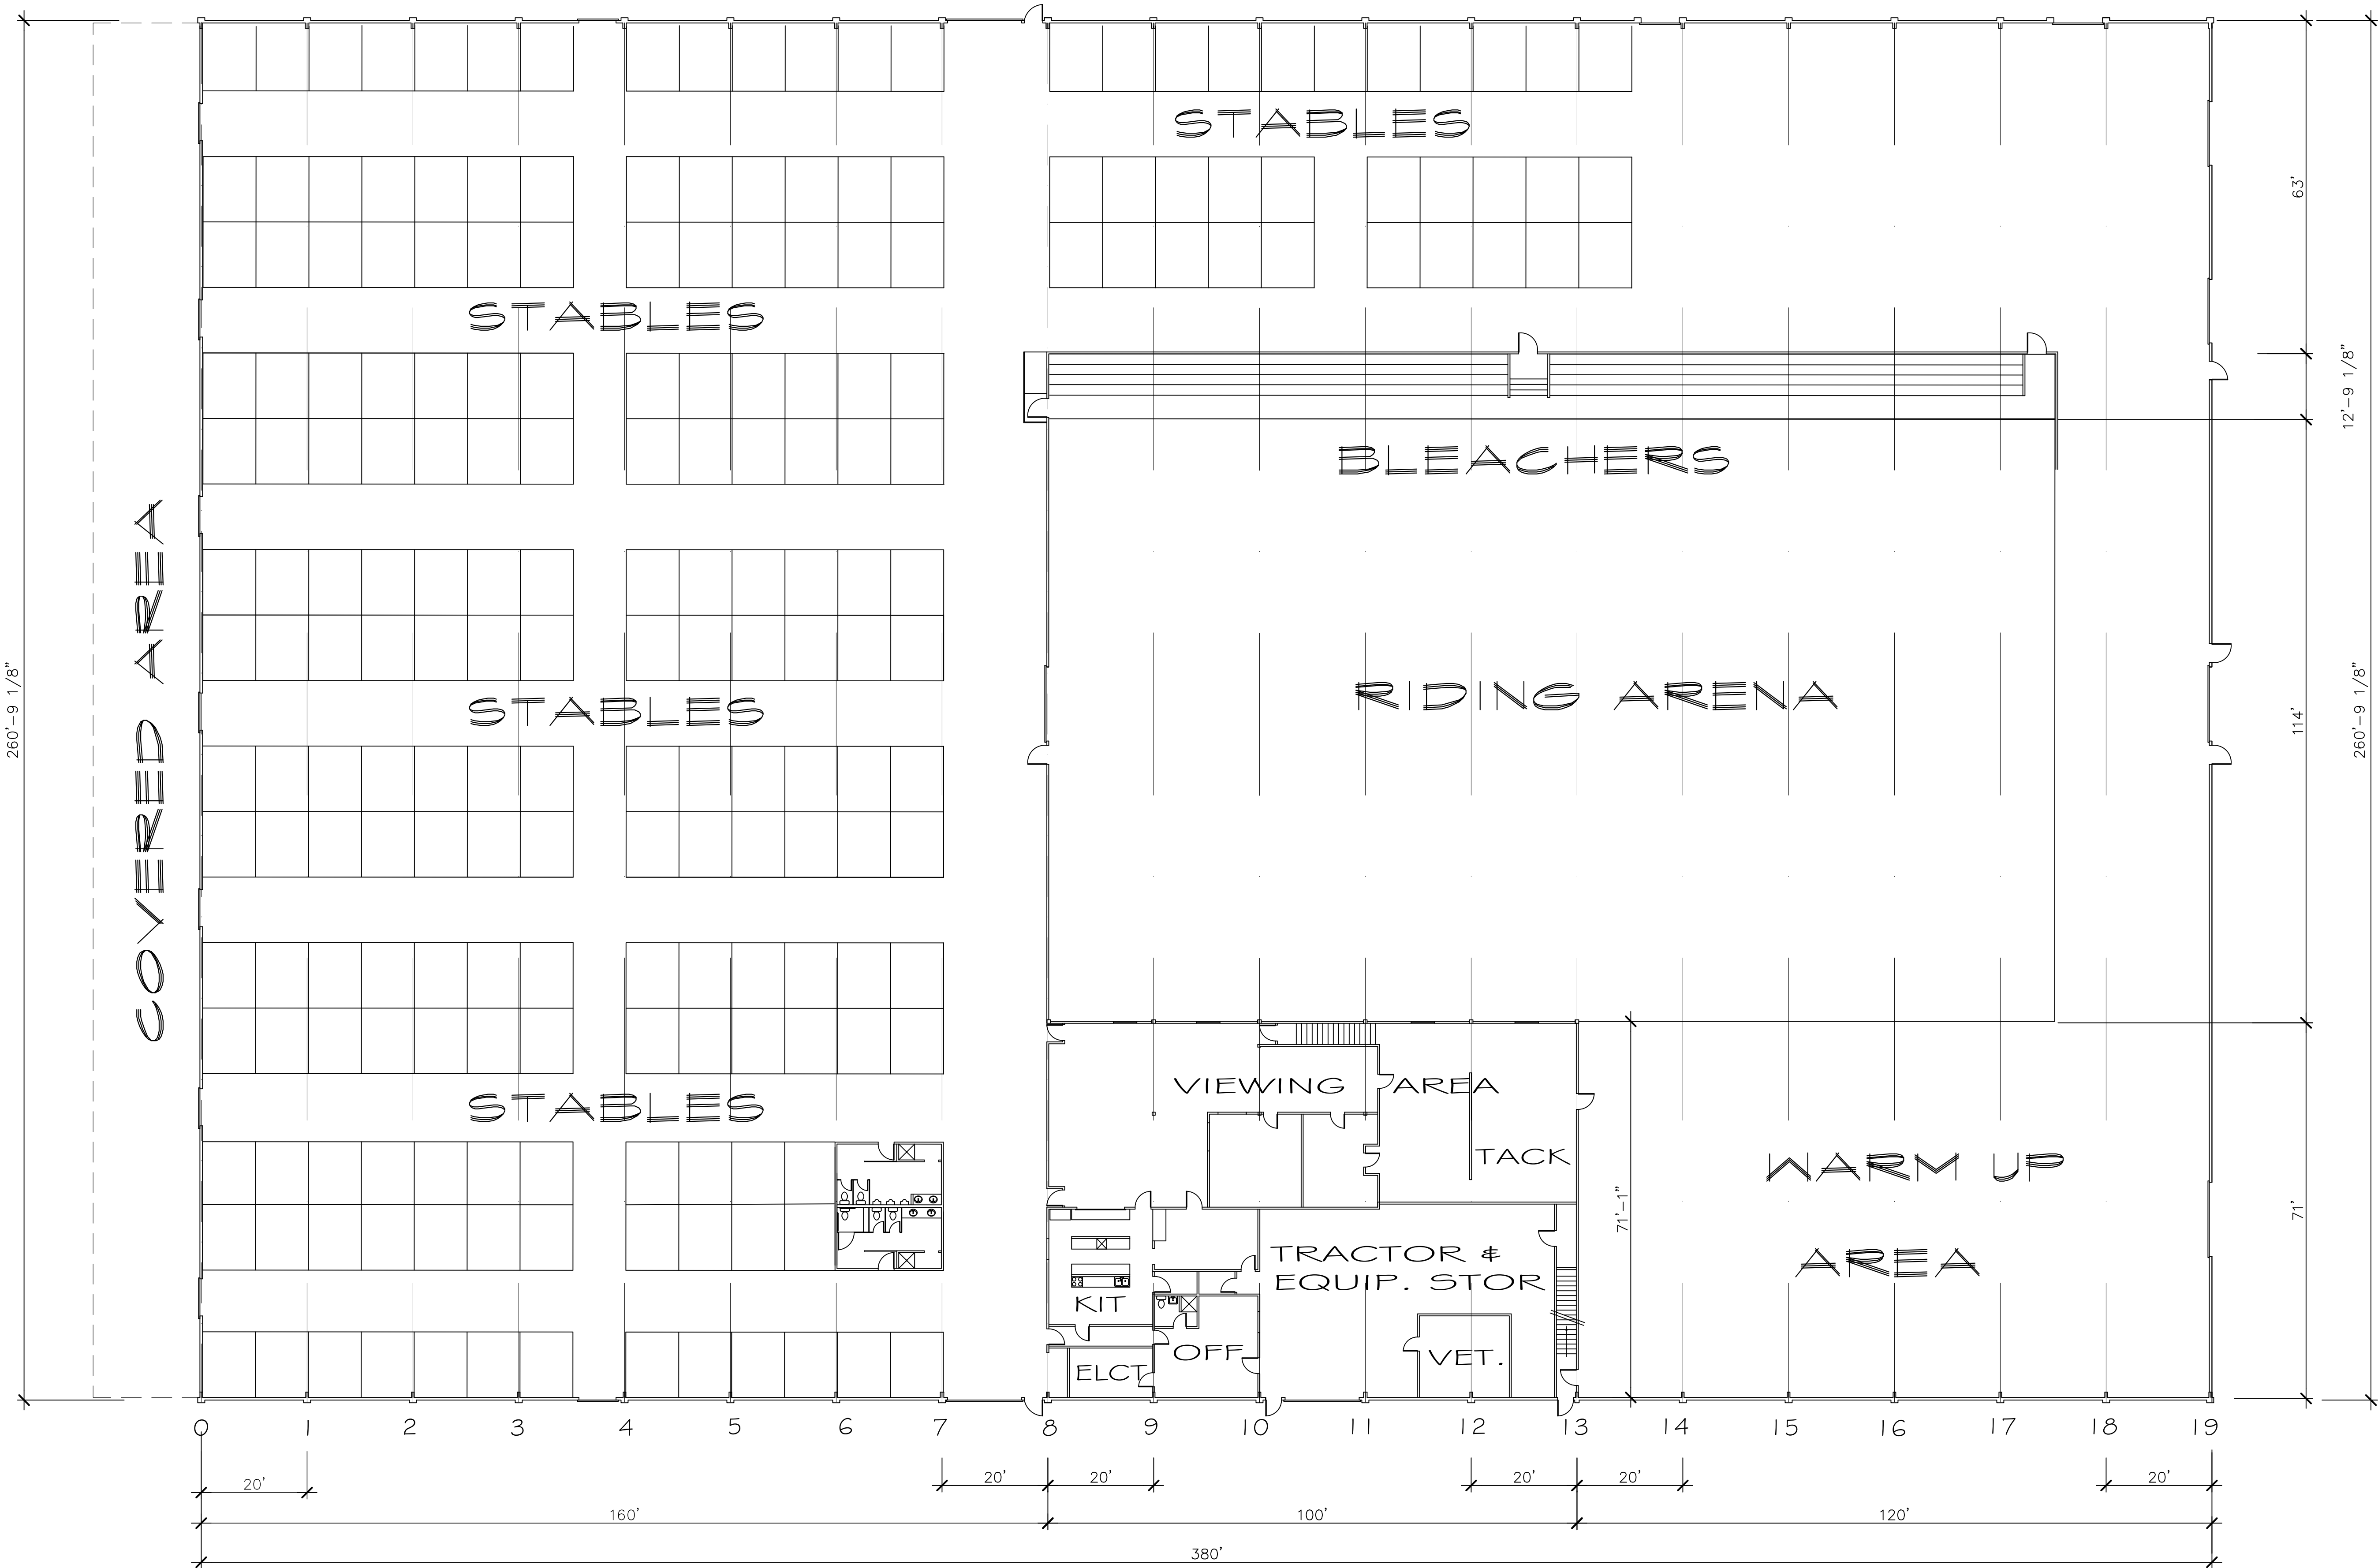 STABLES
63'
STABLES
12'-9 1/8"
BLEACHERS
COVERED AREA
260'-9 1/8"
STABLES
RIDING ARENA
114'
260'-9 1/8"
STABLES
VIEWING AREA
TACK
WARM UP
AREA
71'-1"
71'
TRACTOR &
EQUIP. STOR
KIT
OFF
VET.
ELCT
0 1 2 3 4 5 6 7 8 9 10 11 12 13 14 15 16 17 18 19
20' 20' 20' 20' 20' 20'
160' 100' 120'
380'